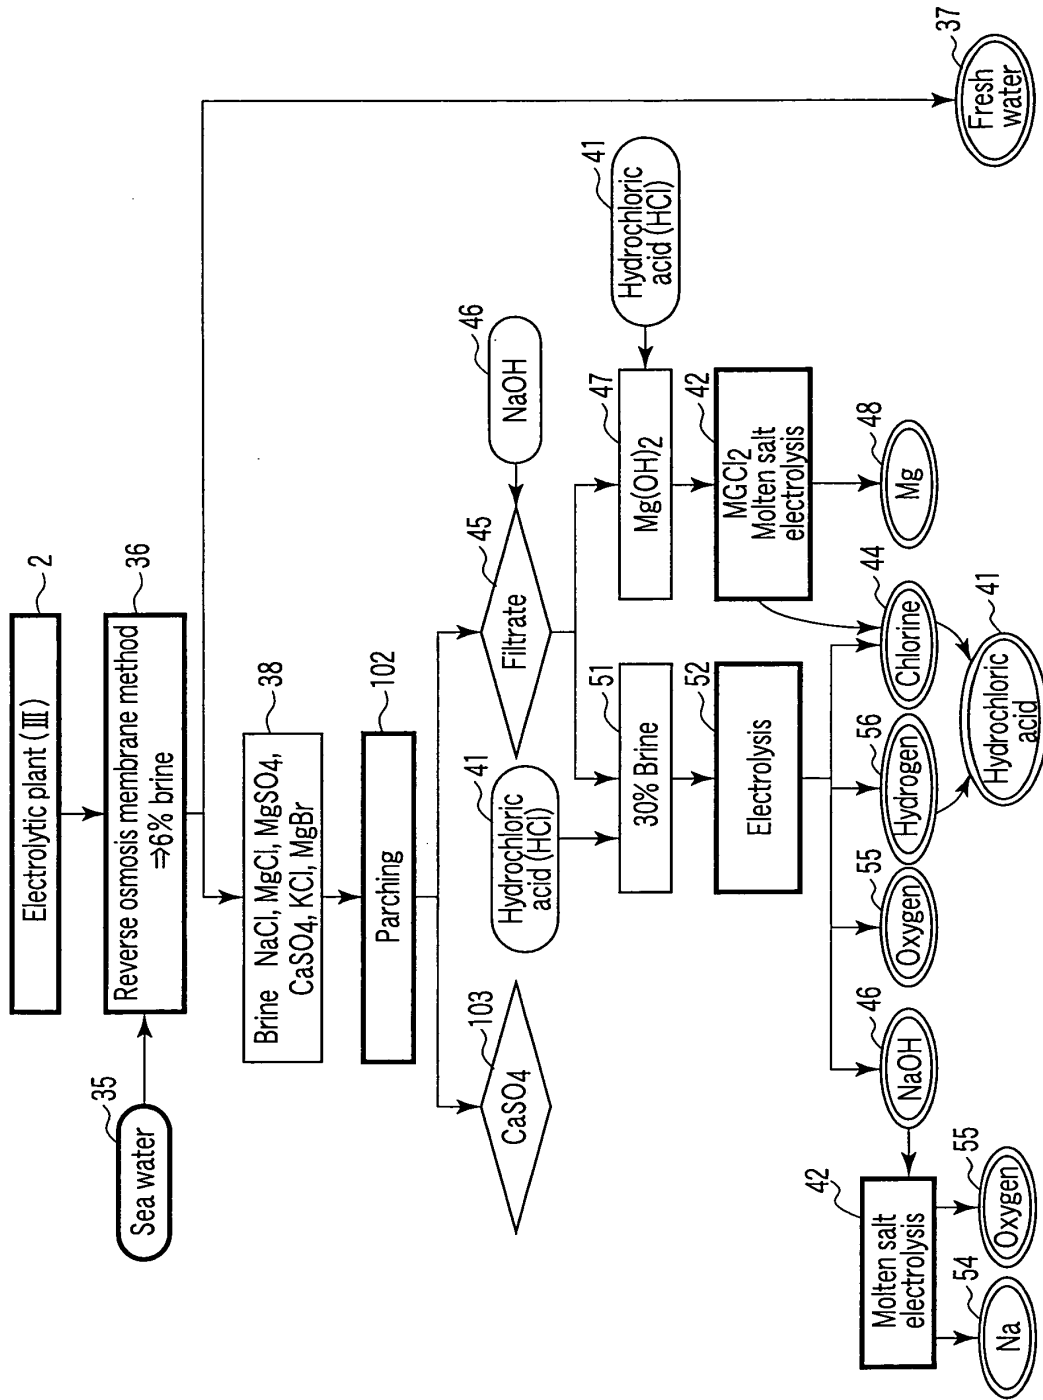 Electrolytic plant (Ⅲ)
2
Sea water
35
Reverse osmosis membrane method
⇒6% brine
36
Brine NaCl, MgCl, MgSO4,
CaSO4, KCl, MgBr
38
Parching
102
CaSO4
103
Hydrochloric
acid (HCl)
41
Filtrate
45
NaOH
46
30% Brine
51
Mg(OH)2
47
Hydrochloric
acid (HCl)
41
Electrolysis
52
MGCl2
Molten salt
electrolysis
42
NaOH
46
Oxygen
55
Hydrogen
56
Chlorine
44
Mg
48
Molten salt
electrolysis
42
Hydrochloric
acid
41
Na
54
Oxygen
55
Fresh
water
37